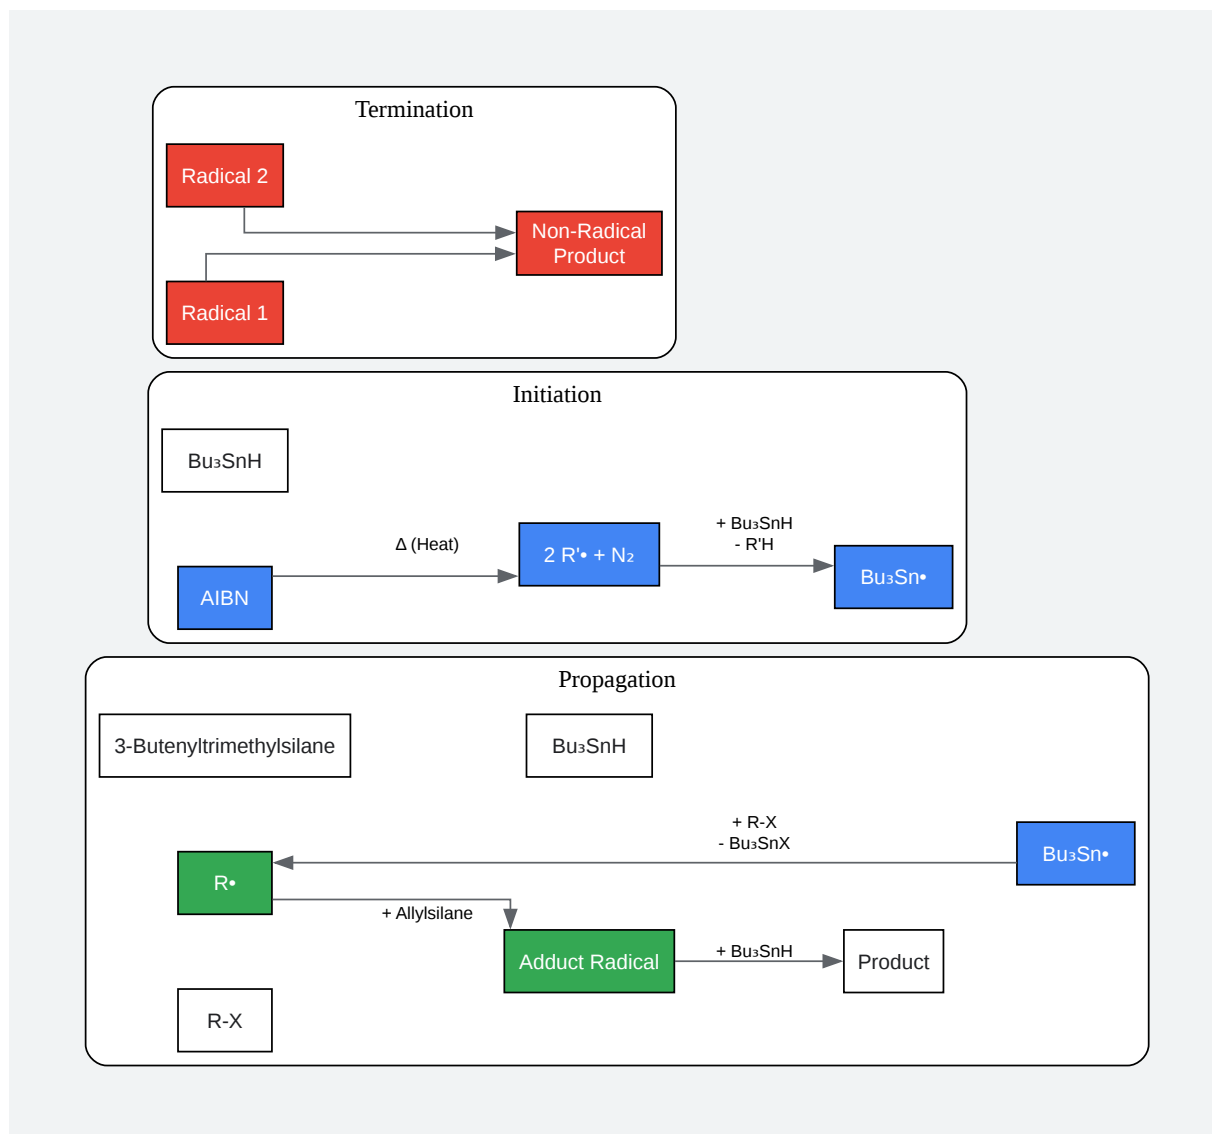 Termination
Radical 2
Non-Radical
Product
Radical 1
Initiation
Bu₃SnH
Δ (Heat)
2 R'• + N₂
+ Bu₃SnH
- R'H
Bu₃Sn•
AIBN
Propagation
3-Butenyltrimethylsilane
Bu₃SnH
+ R-X
- Bu₃SnX
Bu₃Sn•
R•
+ Allylsilane
Adduct Radical
+ Bu₃SnH
Product
R-X